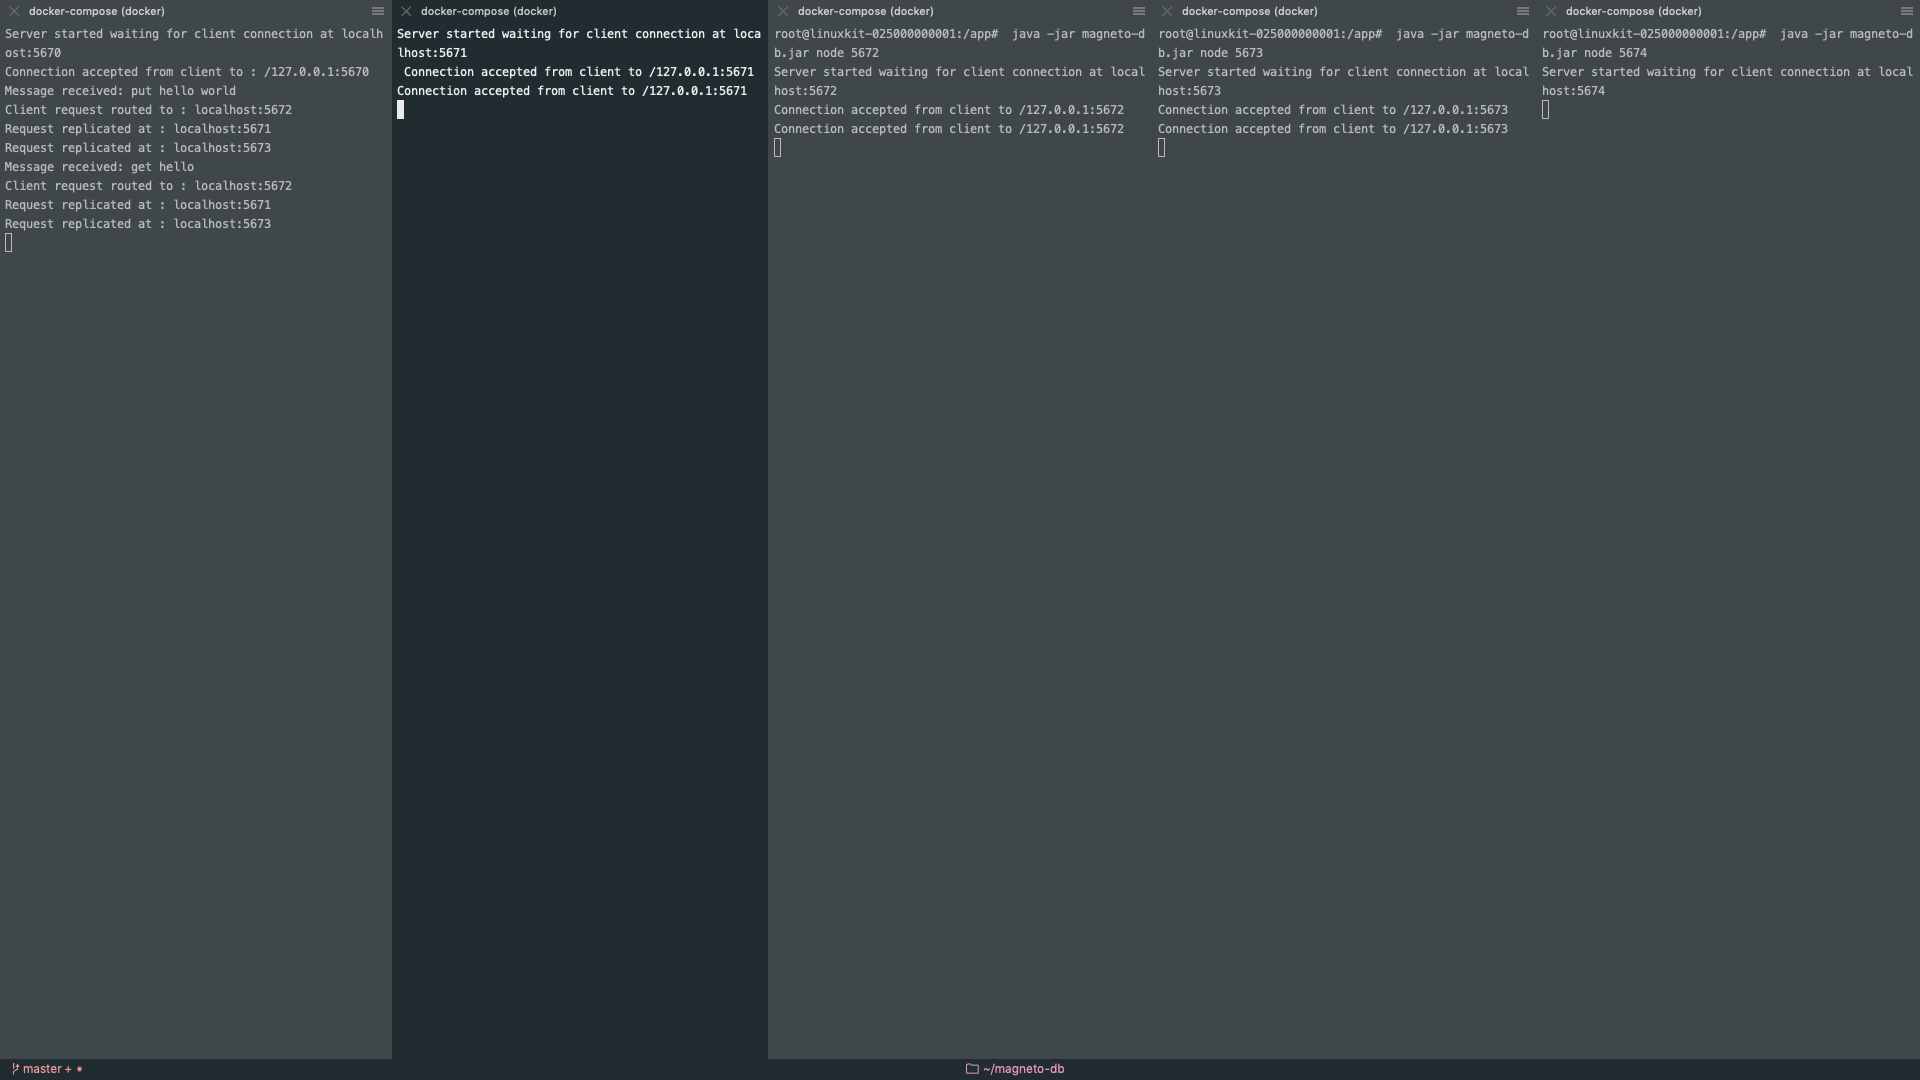 docker-compose (docker)
Server started waiting for client connection at localh
ost:5670
Connection accepted from client to : /127.0.0.1:5670
Message received: put hello world
Client request routed to : localhost:5672
Request replicated at : localhost:5671
Request replicated at : localhost:5673
Message received: get hello
Client request routed to : localhost:5672
Request replicated at : localhost:5671
Request replicated at : localhost:5673
docker-compose (docker)
Server started waiting for client connection at loca
lhost:5671
Connection accepted from client to /127.0.0.1:5671
Connection accepted from client to /127.0.0.1:5671
docker-compose (docker)
root@linuxkit-025000000001:/app#  java -jar magneto-d
b.jar node 5672
Server started waiting for client connection at local
host:5672
Connection accepted from client to /127.0.0.1:5672
Connection accepted from client to /127.0.0.1:5672
docker-compose (docker)
root@linuxkit-025000000001:/app#  java -jar magneto-d
b.jar node 5673
Server started waiting for client connection at local
host:5673
Connection accepted from client to /127.0.0.1:5673
Connection accepted from client to /127.0.0.1:5673
docker-compose (docker)
root@linuxkit-025000000001:/app#  java -jar magneto-d
b.jar node 5674
Server started waiting for client connection at local
host:5674
master + •
~/magneto-db